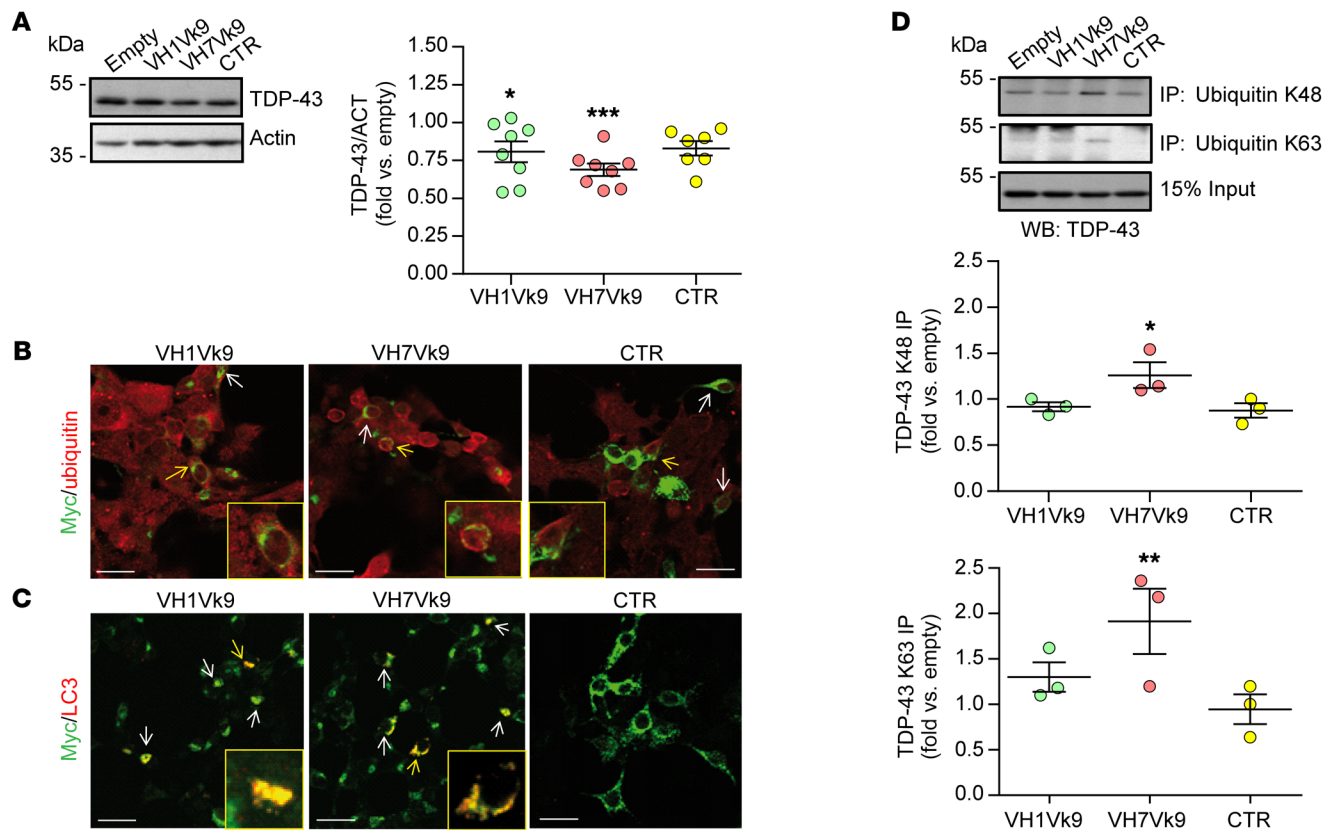 A
kDa
Empty
VH1Vk9
VH7Vk9
CTR
55 -
TDP-43
Actin
35 -
TDP-43/ACT
(fold vs. empty)
1.50
1.25
1.00
0.75
0.50
0.25
0.00
*
***
VH1Vk9
VH7Vk9
CTR
B
Myc/ubiquitin
VH1Vk9
VH7Vk9
CTR
C
Myc/LC3
VH1Vk9
VH7Vk9
CTR
D
kDa
Empty
VH1Vk9
VH7Vk9
CTR
55 -
IP: Ubiquitin K48
55 -
IP: Ubiquitin K63
55 -
15% Input
WB: TDP-43
TDP-43 K48 IP
(fold vs. empty)
2.5
2.0
1.5
1.0
0.5
0.0
*
VH1Vk9
VH7Vk9
CTR
TDP-43 K63 IP
(fold vs. empty)
2.5
2.0
1.5
1.0
0.5
0.0
**
VH1Vk9
VH7Vk9
CTR